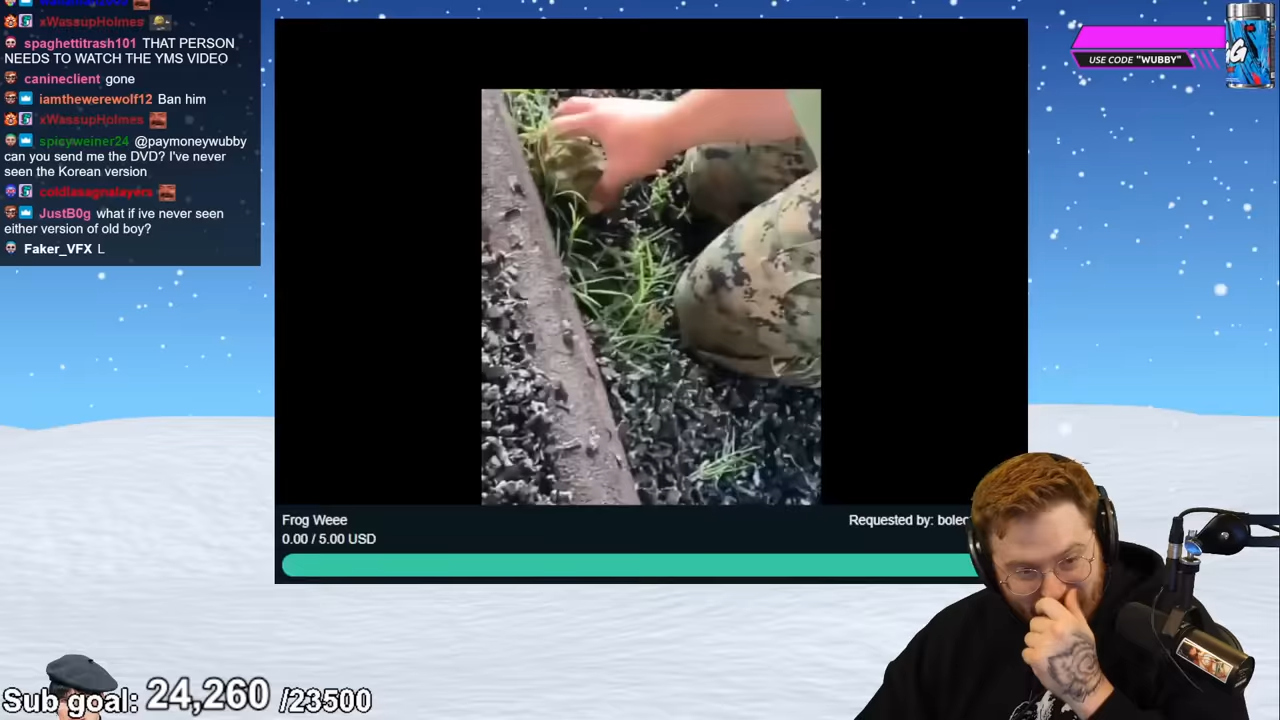 xWassupHolmes
spaghettitrash101 THAT PERSON
NEEDS TO WATCH THE YMS VIDEO
canineclient gone
iamthewerewolf12 Ban him
xWassupHolmes
spicyweiner24 @paymoneywubby
can you send me the DVD? I've never
seen the Korean version
coldlasagnalayers
JustB0g what if ive never seen
either version of old boy?
Faker_VFX L
USE CODE "WUBBY"
Frog Weee
Requested by:
0.00 / 5.00 USD
Sub goal: 24,260 /23500